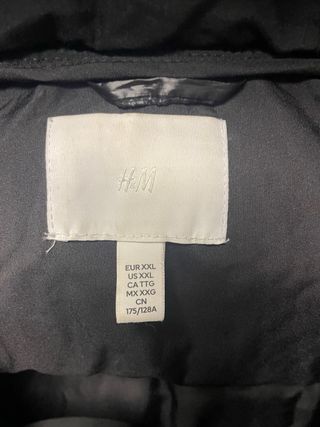 H&M
EUR XXL
US XXL
CA TTG
MX XXG
CN
175/128A